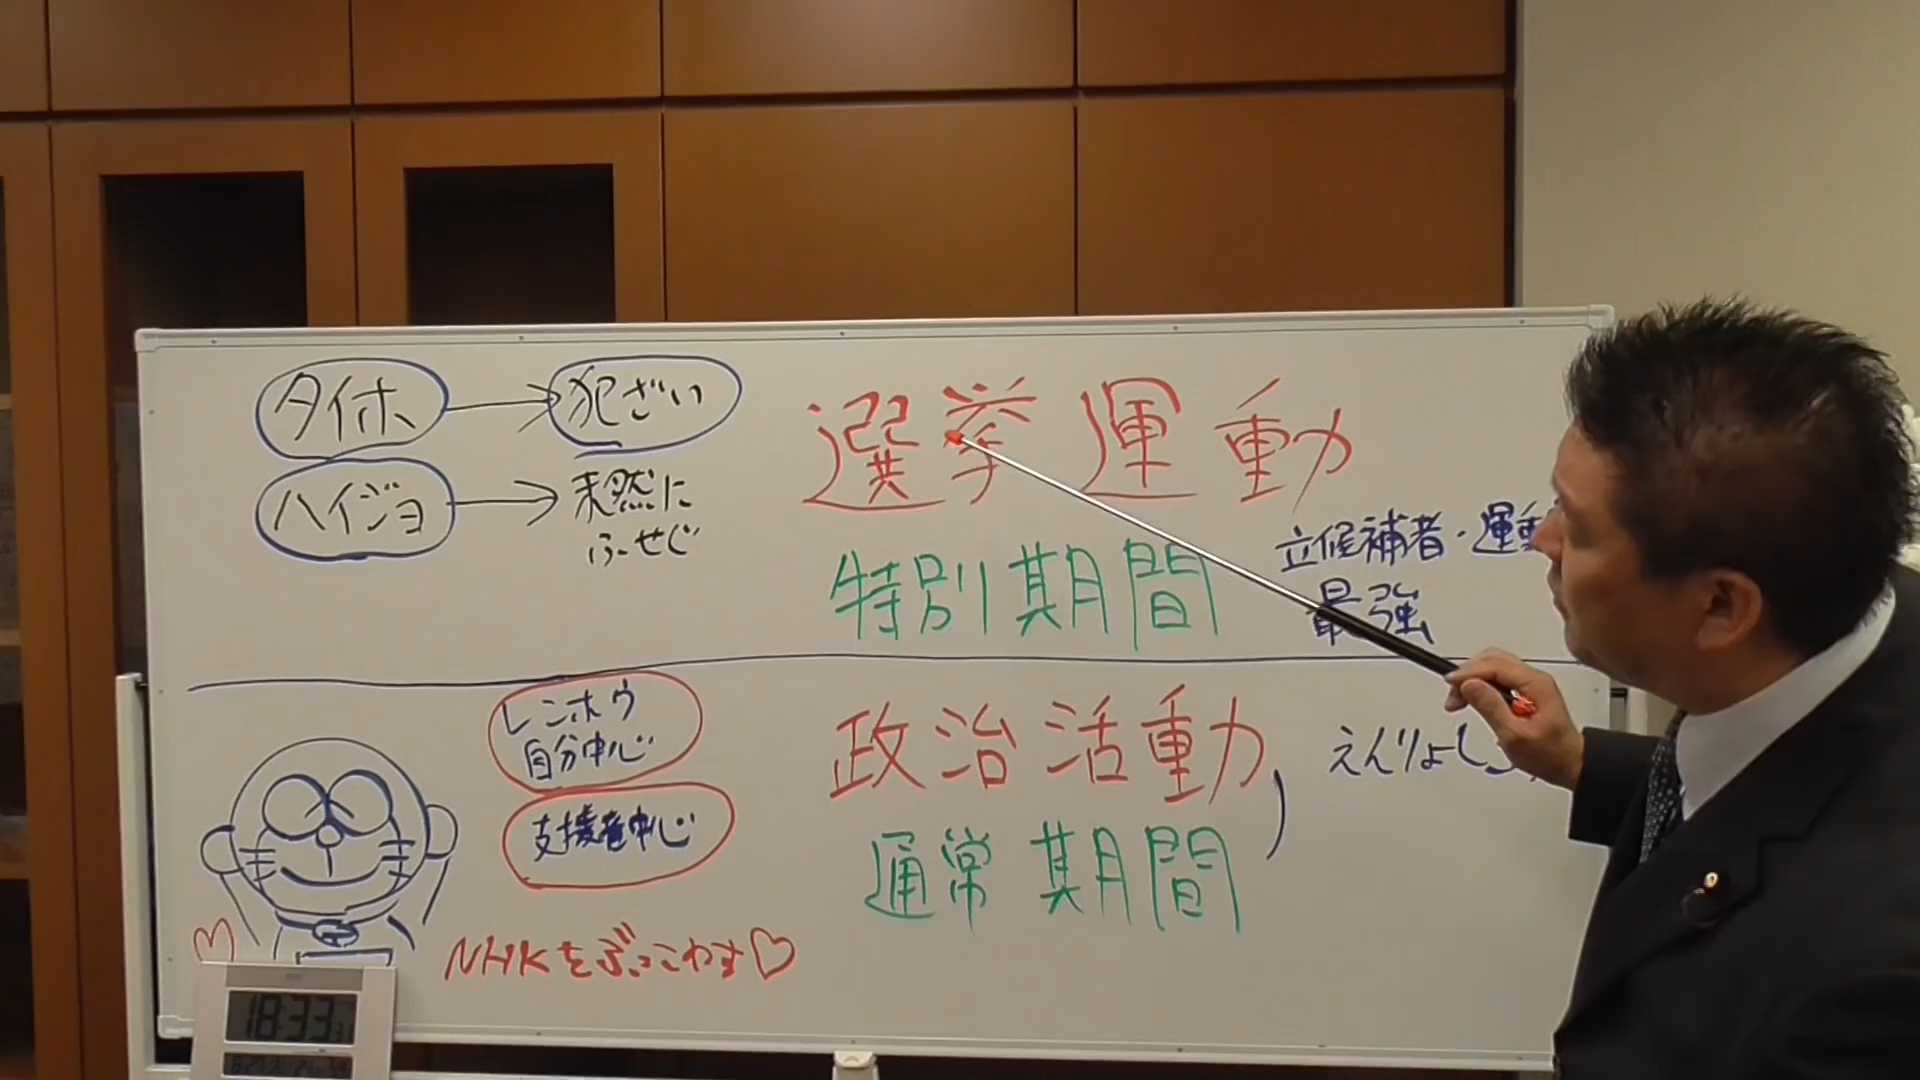 タイホ
犯ざい
ハイジョ
未然に
ふせぐ
選挙運動
特別期間
立候補者・運動
最強
レンホウ
自分中心
支援者中心
政治活動
通常期間
えんりょし
NHKをぶっこわす♡
18:33